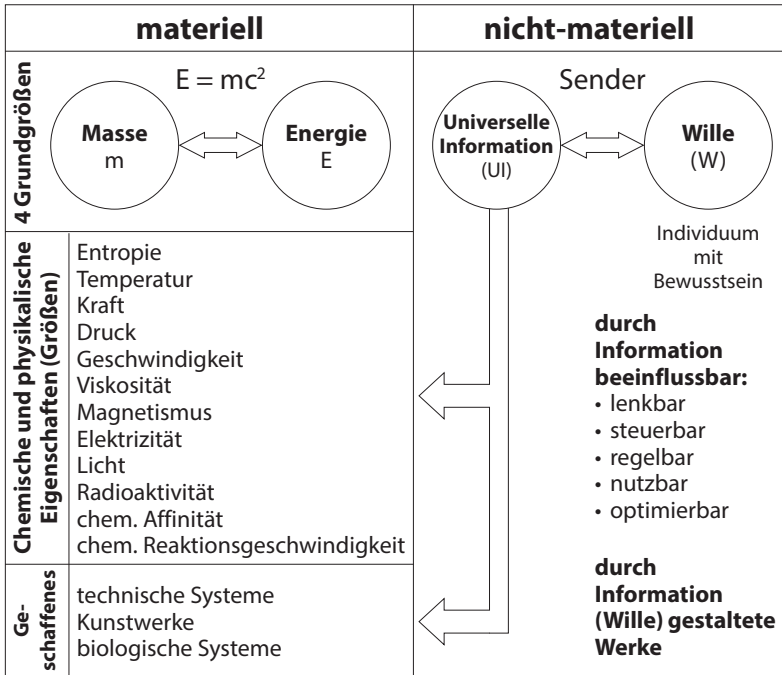 materiell
nicht-materiell
4 Grundgrößen
E = mc²
Masse
m
Energie
E
Sender
Universelle
Information
(UI)
Wille
(W)
Individuum
mit
Bewusstsein
Chemische und physikalische
Eigenschaften (Größen)
Entropie
Temperatur
Kraft
Druck
Geschwindigkeit
Viskosität
Magnetismus
Elektrizität
Licht
Radioaktivität
chem. Affinität
chem. Reaktionsgeschwindigkeit
durch
Information
beeinflussbar:
• lenkbar
• steuerbar
• regelbar
• nutzbar
• optimierbar
Ge-
schaffenes
technische Systeme
Kunstwerke
biologische Systeme
durch
Information
(Wille) gestaltete
Werke